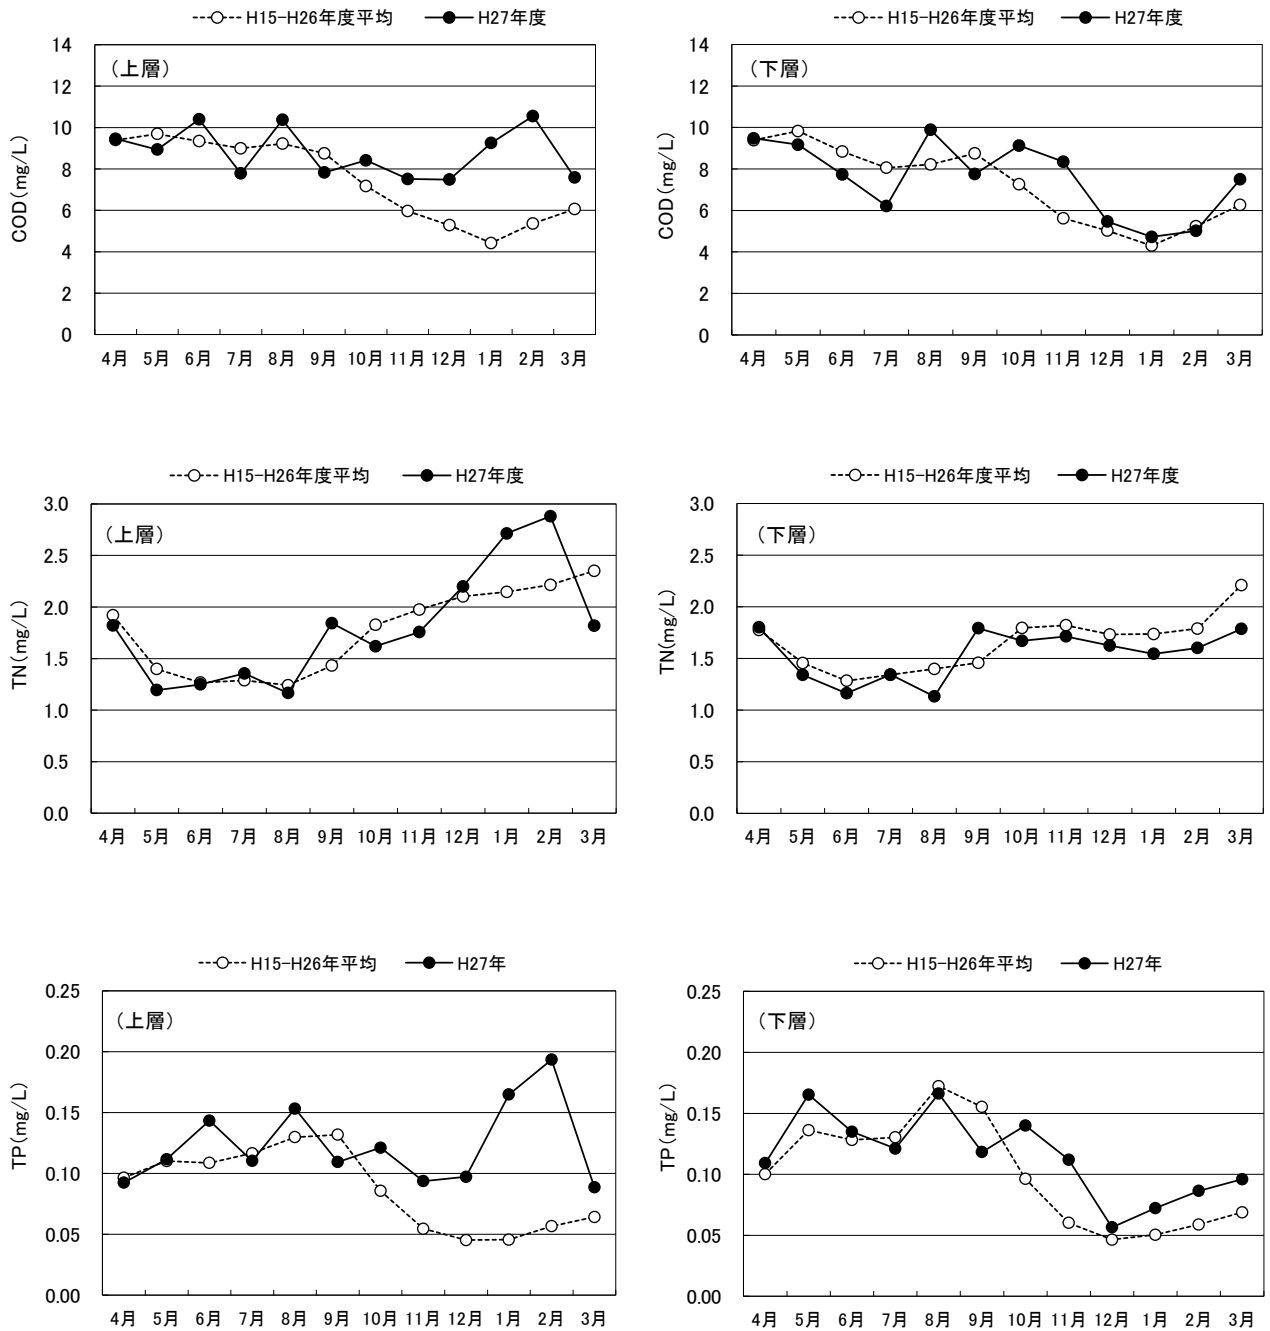 H15-H26年度平均 H27年度
14
12
10
8
6
4
2
0
COD(mg/L)
(上層)
4月 5月 6月 7月 8月 9月 10月 11月 12月 1月 2月 3月
H15-H26年度平均 H27年度
14
12
10
8
6
4
2
0
COD(mg/L)
(下層)
4月 5月 6月 7月 8月 9月 10月 11月 12月 1月 2月 3月
H15-H26年度平均 H27年度
3.0
2.5
2.0
1.5
1.0
0.5
0.0
TN(mg/L)
(上層)
4月 5月 6月 7月 8月 9月 10月 11月 12月 1月 2月 3月
H15-H26年度平均 H27年度
3.0
2.5
2.0
1.5
1.0
0.5
0.0
TN(mg/L)
(下層)
4月 5月 6月 7月 8月 9月 10月 11月 12月 1月 2月 3月
H15-H26年平均 H27年
0.25
0.20
0.15
0.10
0.05
0.00
TP(mg/L)
(上層)
4月 5月 6月 7月 8月 9月 10月 11月 12月 1月 2月 3月
H15-H26年平均 H27年
0.25
0.20
0.15
0.10
0.05
0.00
TP(mg/L)
(下層)
4月 5月 6月 7月 8月 9月 10月 11月 12月 1月 2月 3月